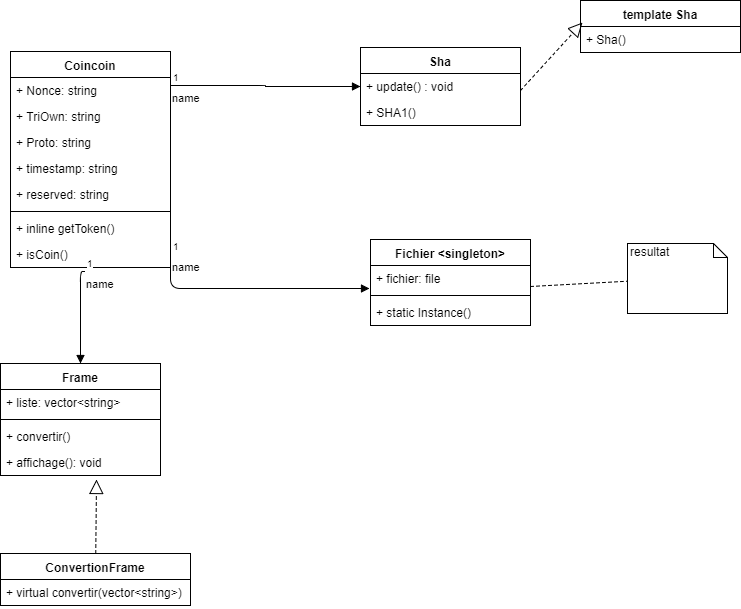 template Sha
+ Sha()
Coincoin
+ Nonce: string
+ TriOwn: string
+ Proto: string
+ timestamp: string
+ reserved: string
+ inline getToken()
+ isCoin()
1
name
Sha
+ update() : void
+ SHA1()
1
name
Fichier <singleton>
+ fichier: file
+ static Instance()
resultat
1
name
Frame
+ liste: vector<string>
+ convertir()
+ affichage(): void
ConvertionFrame
+ virtual convertir(vector<string>)